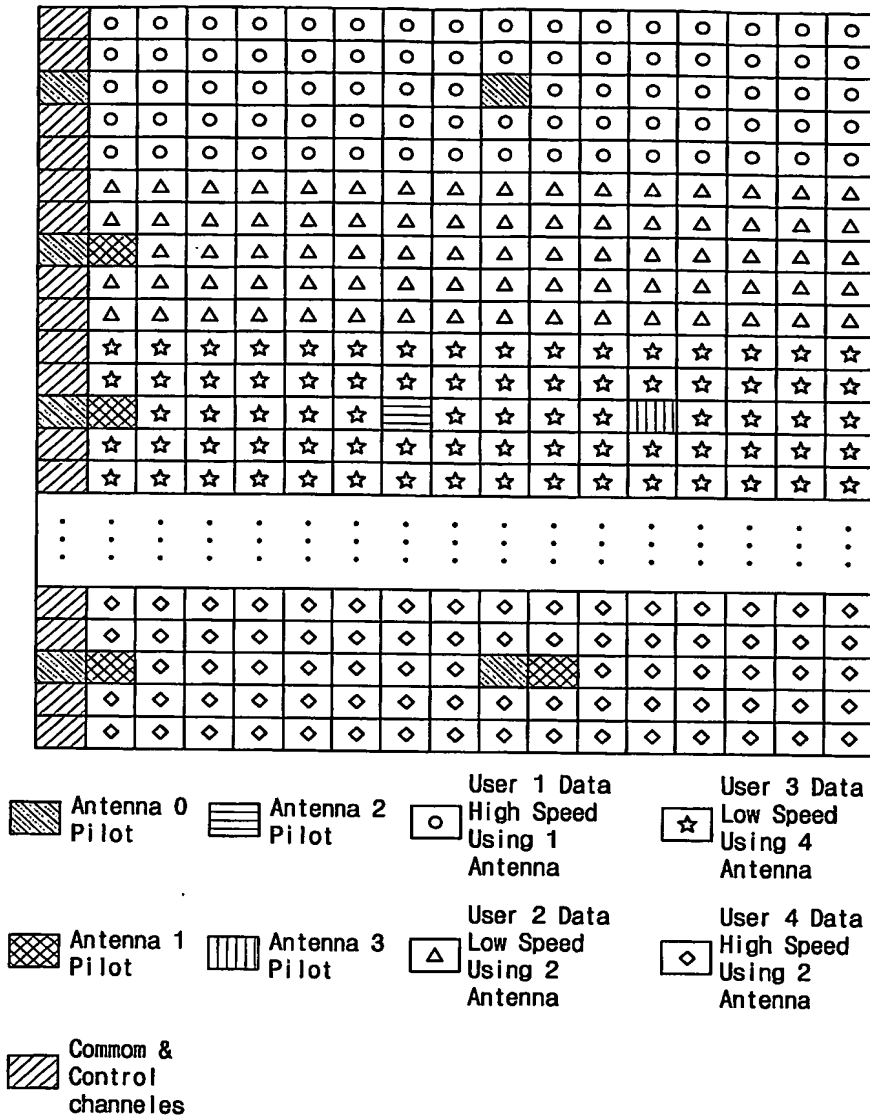 Antenna 0
Pilot
Antenna 2
Pilot
User 1 Data
High Speed
Using 1
Antenna
User 3 Data
Low Speed
Using 4
Antenna
Antenna 1
Pilot
Antenna 3
Pilot
User 2 Data
Low Speed
Using 2
Antenna
User 4 Data
High Speed
Using 2
Antenna
Commom &
Control
channeles